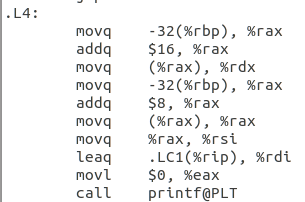 .L4:
movq -32(%rbp), %rax
addq $16, %rax
movq (%rax), %rdx
movq -32(%rbp), %rax
addq $8, %rax
movq (%rax), %rax
movq %rax, %rsi
leaq .LC1(%rip), %rdi
movl $0, %eax
call printf@PLT